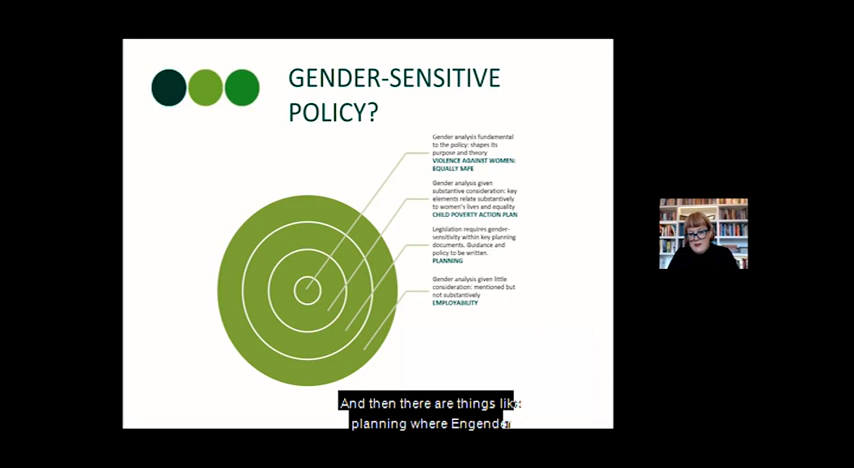 GENDER-SENSITIVE
POLICY?
Gender analysis fundamental
to the policy: shapes its
purpose and theory
VIOLENCE AGAINST WOMEN:
EQUALLY SAFE
Gender analysis given
substantive consideration: key
elements relate substantively
to women's lives and equality
CHILD POVERTY ACTION PLAN
Legislation requires gender-
sensitivity within key planning
documents. Guidance and
policy to be written.
PLANNING
Gender analysis given little
consideration: mentioned but
not substantively
EMPLOYABILITY
And then there are things like
planning where Engender